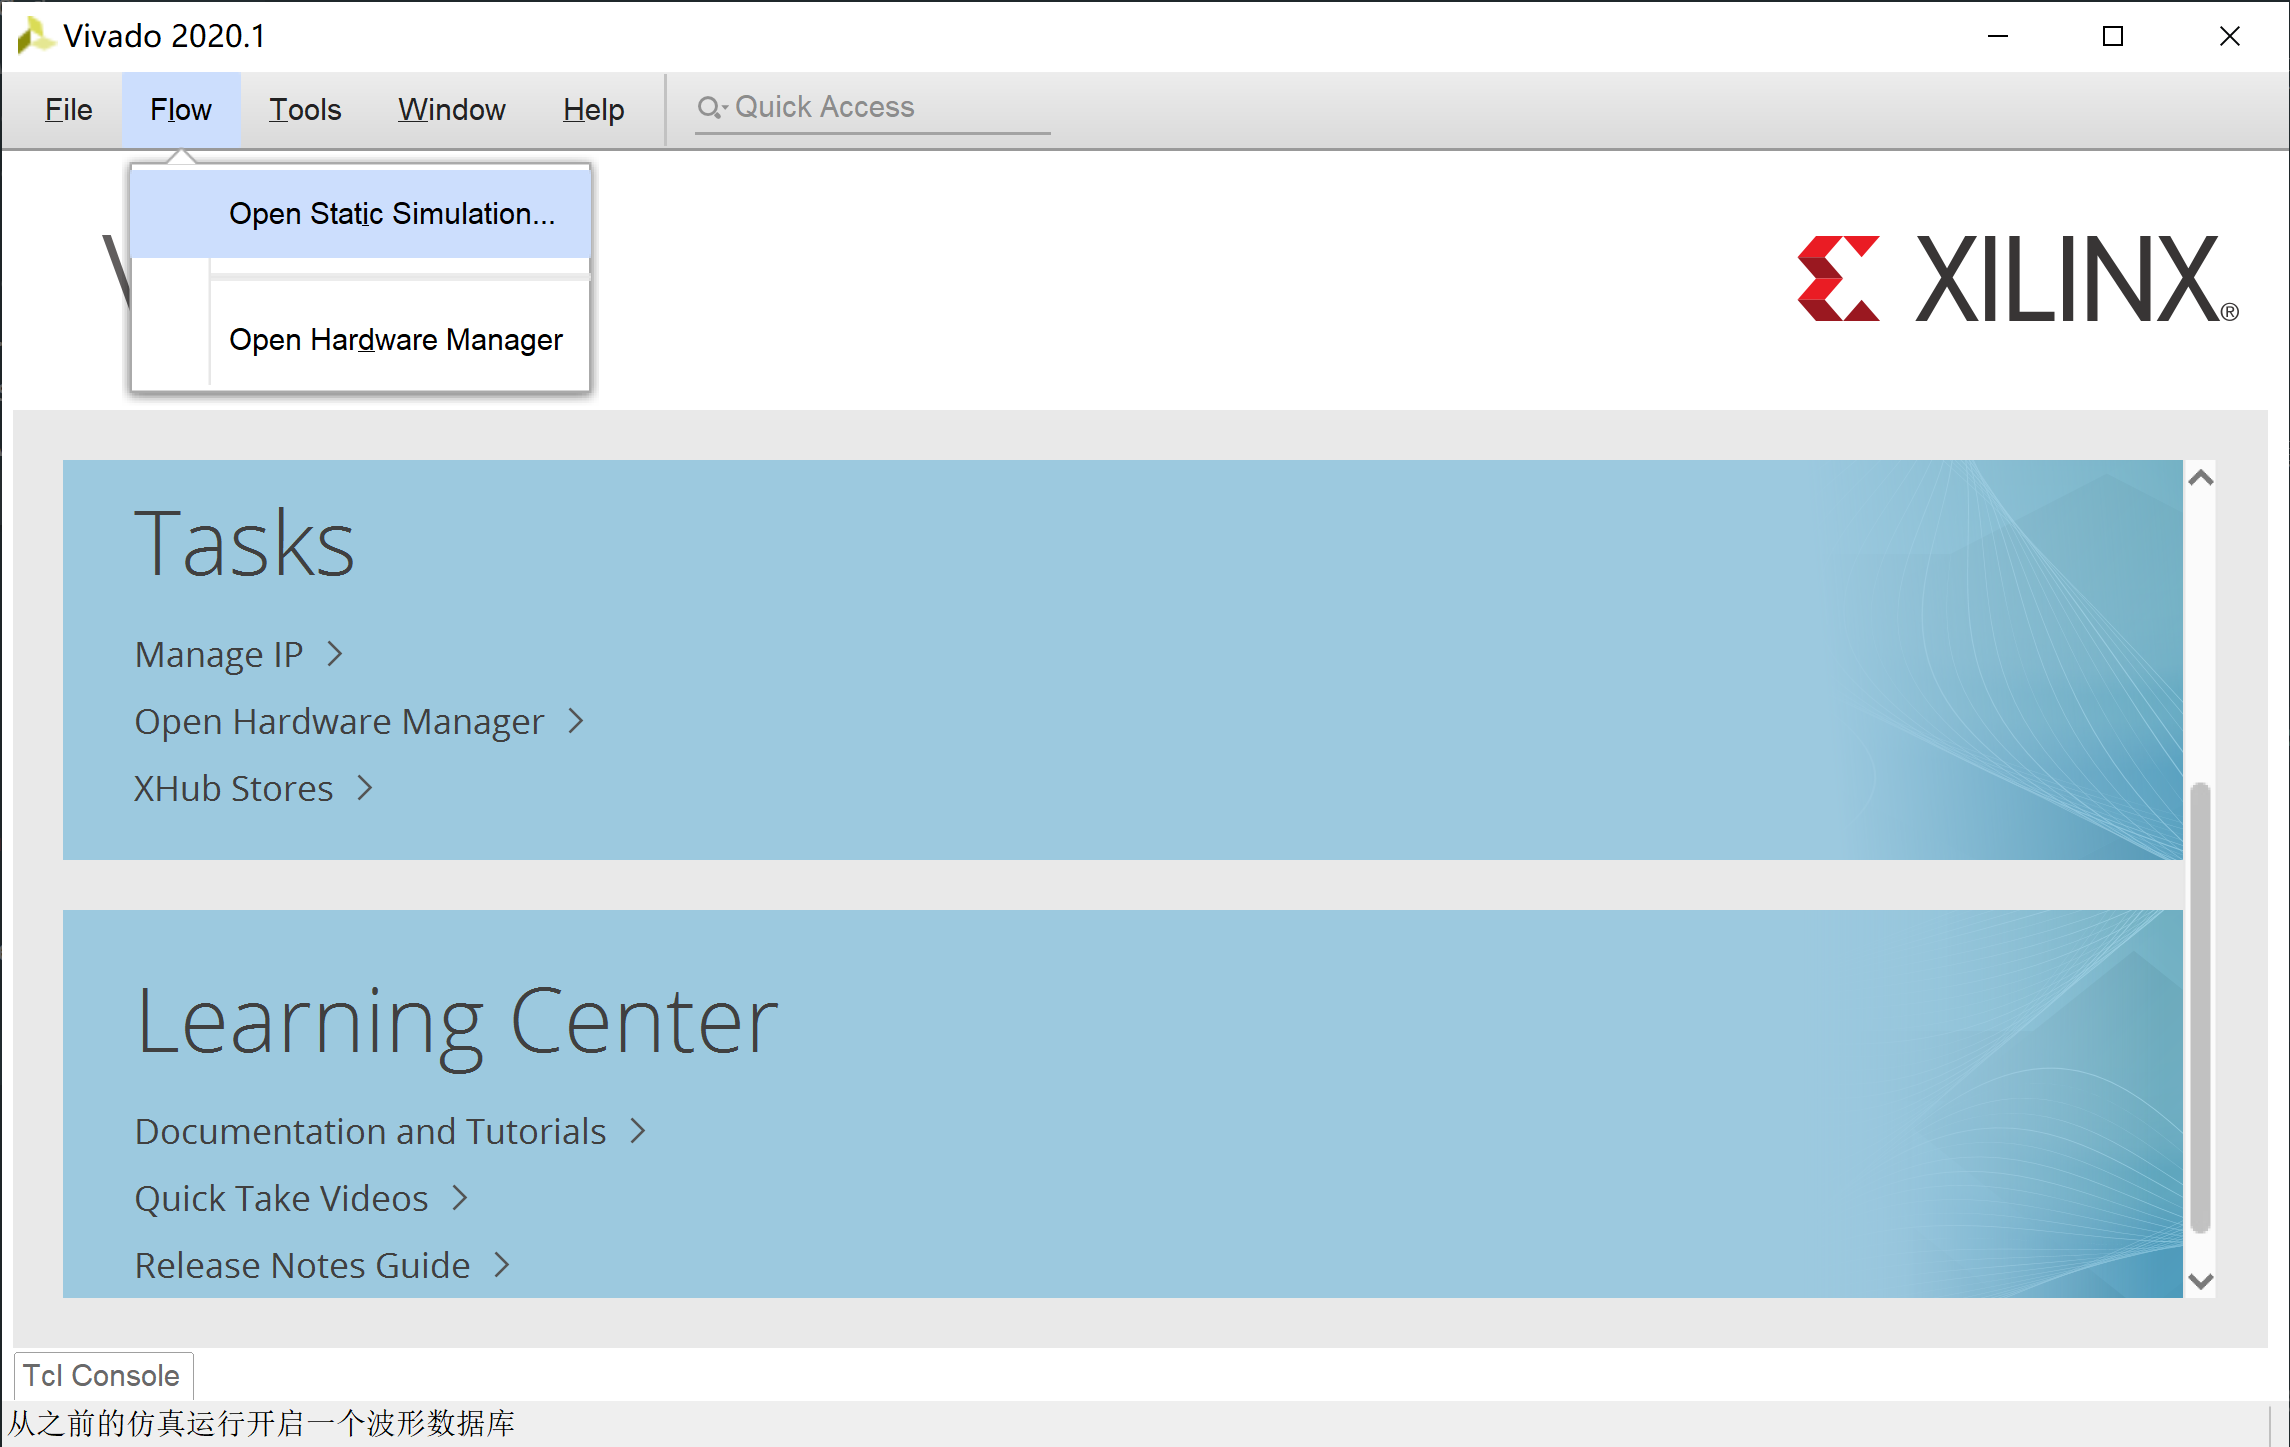 Vivado 2020.1
File Flow Tools Window Help Quick Access
Open Static Simulation...
Open Hardware Manager
XILINX®
Tasks
Manage IP
Open Hardware Manager
XHub Stores
Learning Center
Documentation and Tutorials
Quick Take Videos
Release Notes Guide
Tcl Console
从之前的仿真运行开启一个波形数据库